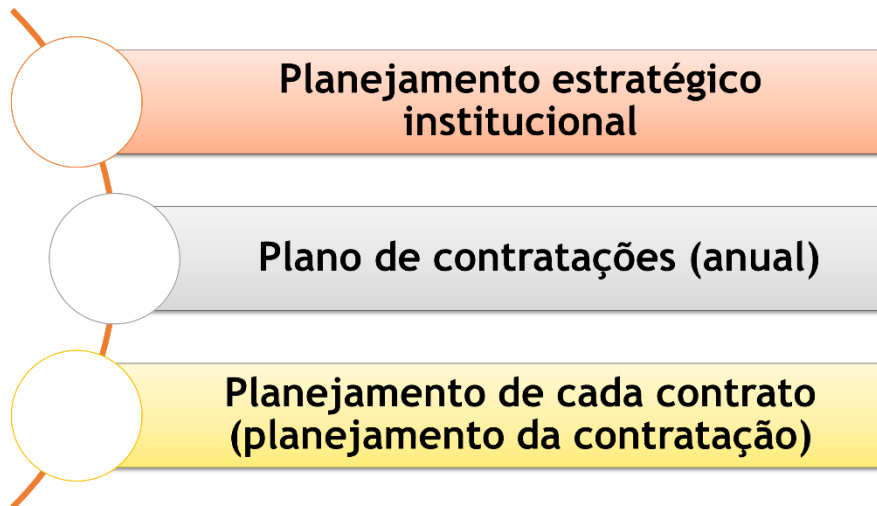 Planejamento estratégico
institucional
Plano de contratações (anual)
Planejamento de cada contrato
(planejamento da contratação)